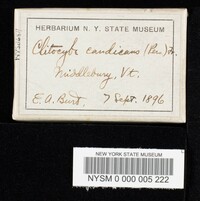 HERBARIUM N. Y. STATE MUSEUM
Clitocybe candicans (Pers.) Fr.
Middlebury, Vt.
E. A. Burt. 7 Sept. 1896
NEW YORK STATE MUSEUM
NYSM 0 000 005 222